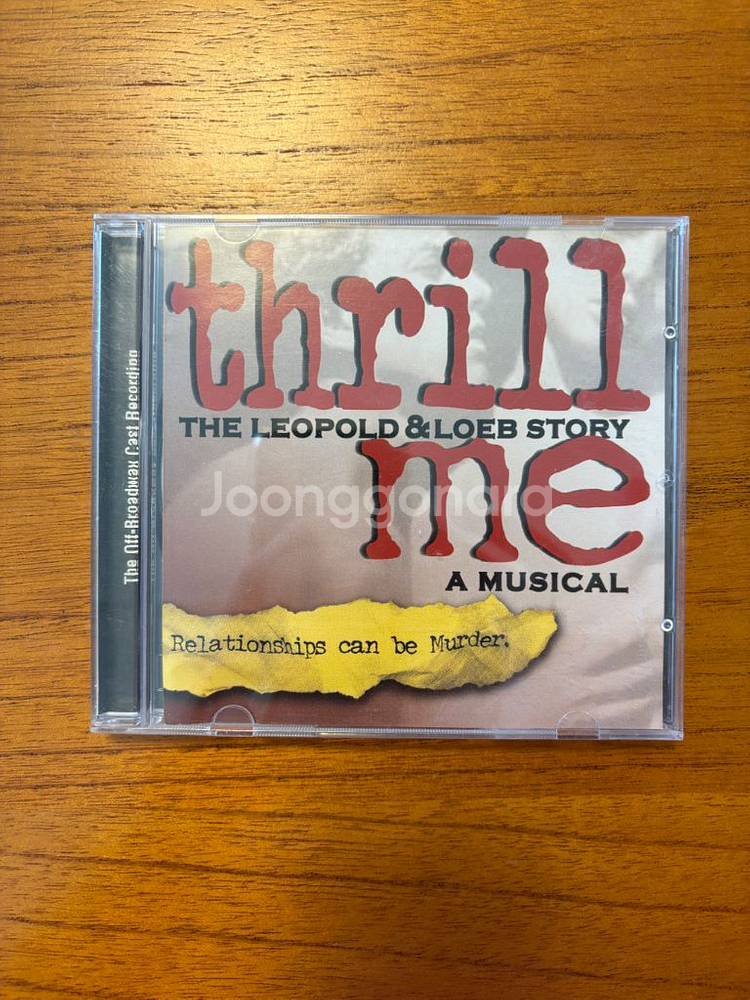 The Off-Broadway Cast Recording
thrill
THE LEOPOLD & LOEB STORY
me
A MUSICAL
Relationships can be Murder.
Joonggonara